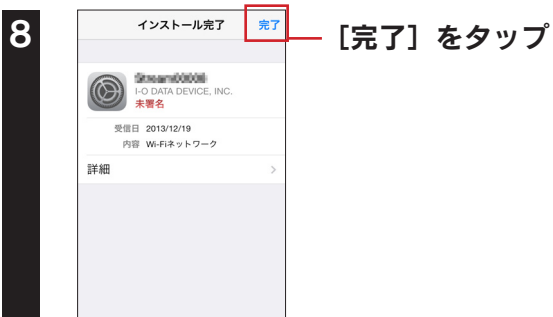 8
インストール完了 完了
[完了] をタップ
I-O DATA DEVICE, INC.
未署名
受信日 2013/12/19
内容 Wi-Fiネットワーク
詳細